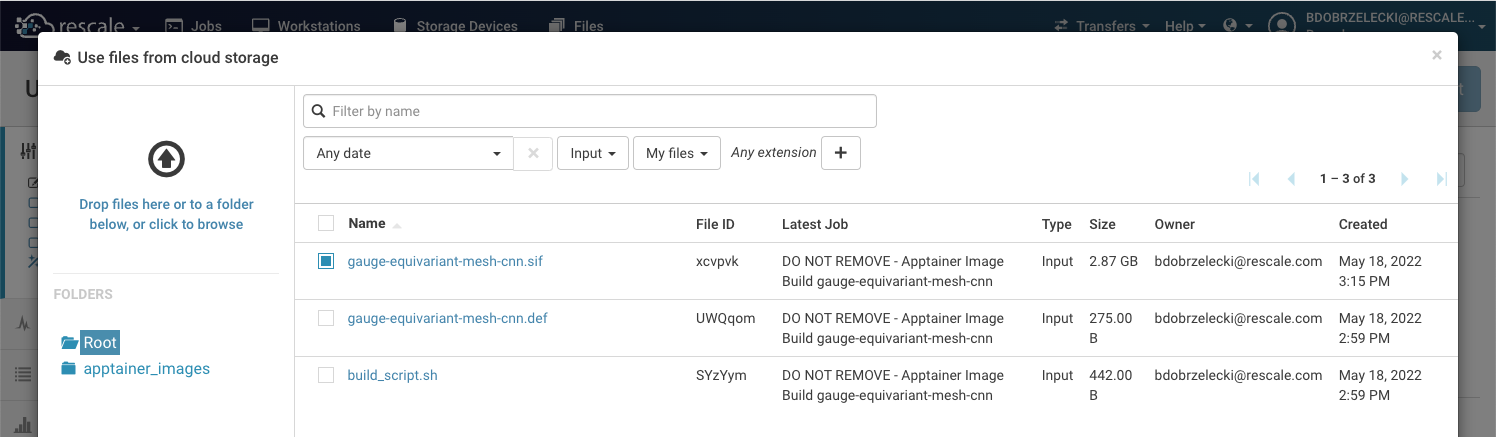 rescale Jobs Workstations Storage Devices Files Transfers Help BDOBRZELECKI@RESCALE...
Use files from cloud storage ×
Filter by name
Any date × Input My files Any extension +
1 – 3 of 3
Drop files here or to a folder
below, or click to browse
FOLDERS
Root
apptainer_images
Name File ID Latest Job Type Size Owner Created
gauge-equivariant-mesh-cnn.sif xcvpvk DO NOT REMOVE - Apptainer Image Input 2.87 GB bdobrzelecki@rescale.com May 18, 2022
Build gauge-equivariant-mesh-cnn 3:15 PM
gauge-equivariant-mesh-cnn.def UWQqom DO NOT REMOVE - Apptainer Image Input 275.00 bdobrzelecki@rescale.com May 18, 2022
Build gauge-equivariant-mesh-cnn B 2:59 PM
build_script.sh SYzYym DO NOT REMOVE - Apptainer Image Input 442.00 bdobrzelecki@rescale.com May 18, 2022
Build gauge-equivariant-mesh-cnn B 2:59 PM